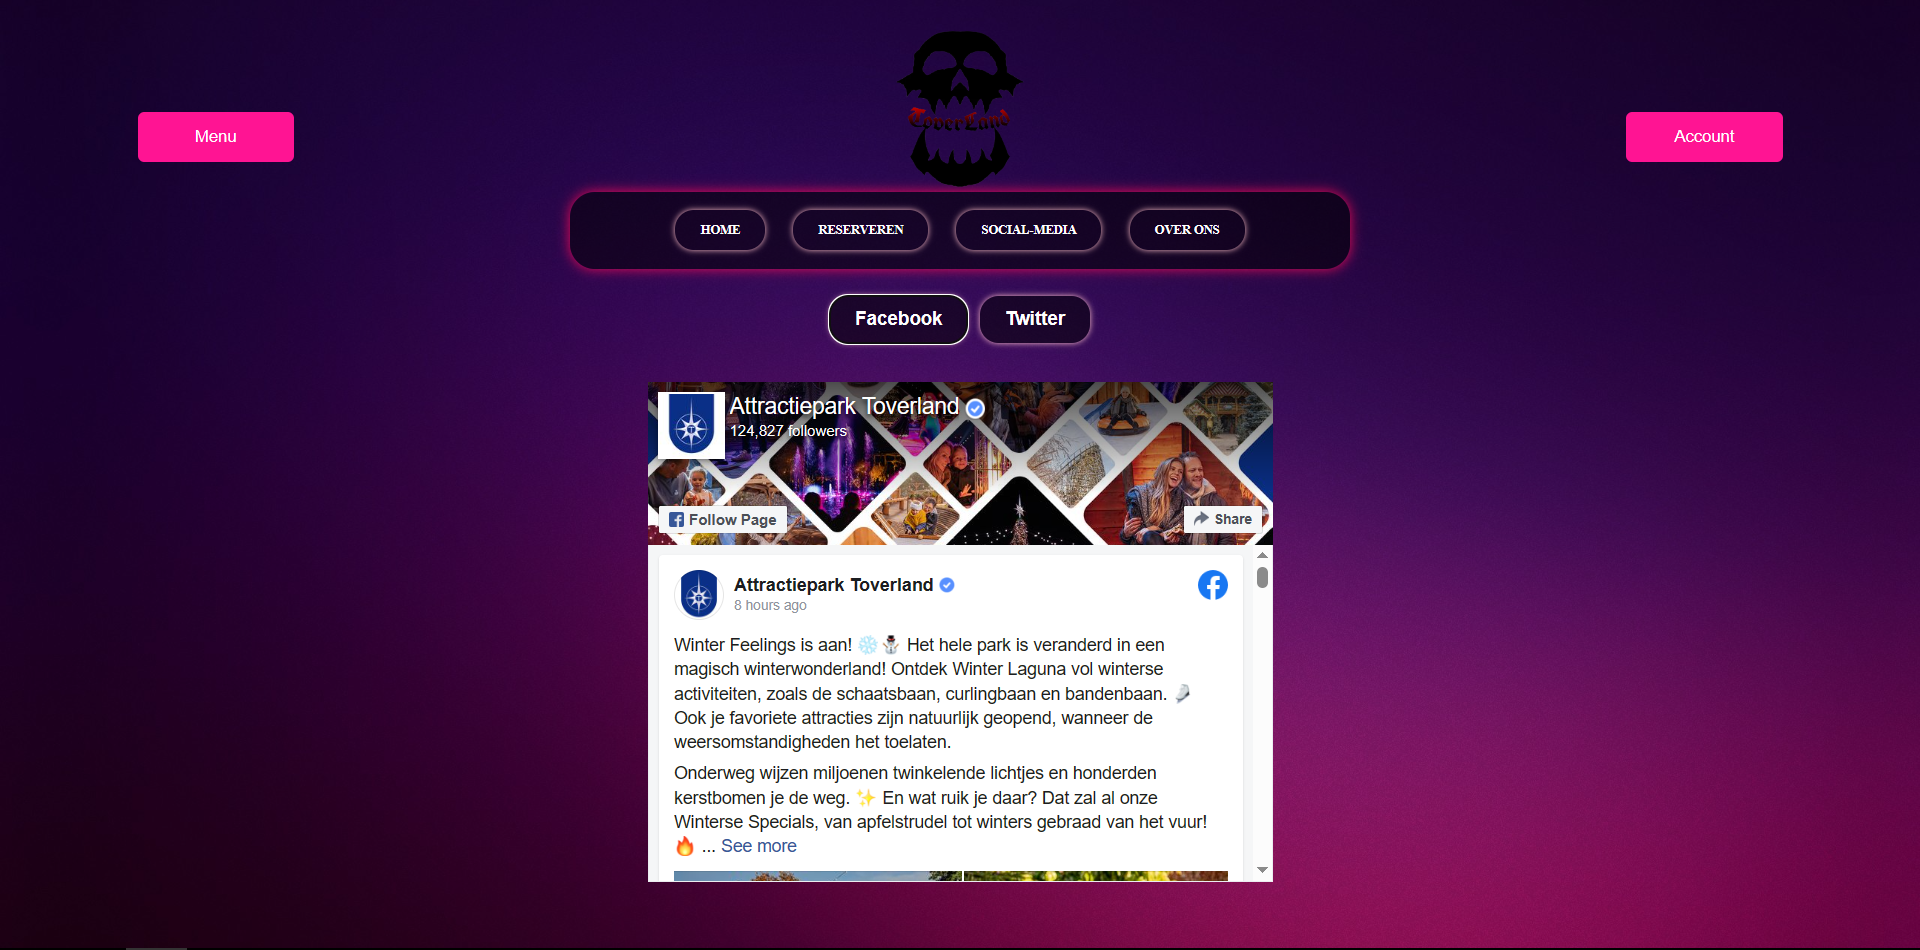 ToverLand
Menu
Account
HOME
RESERVEREN
SOCIAL-MEDIA
OVER ONS
Facebook
Twitter
Attractiepark Toverland
124,827 followers
Follow Page
Share
Attractiepark Toverland
8 hours ago
Winter Feelings is aan! ❄️⛄ Het hele park is veranderd in een
magisch winterwonderland! Ontdek Winter Laguna vol winterse
activiteiten, zoals de schaatsbaan, curlingbaan en bandenbaan. ⛸️
Ook je favoriete attracties zijn natuurlijk geopend, wanneer de
weersomstandigheden het toelaten.
Onderweg wijzen miljoenen twinkelende lichtjes en honderden
kerstbomen je de weg. ✨ En wat ruik je daar? Dat zal al onze
Winterse Specials, van apfelstrudel tot winters gebraad van het vuur!
🔥 ... See more